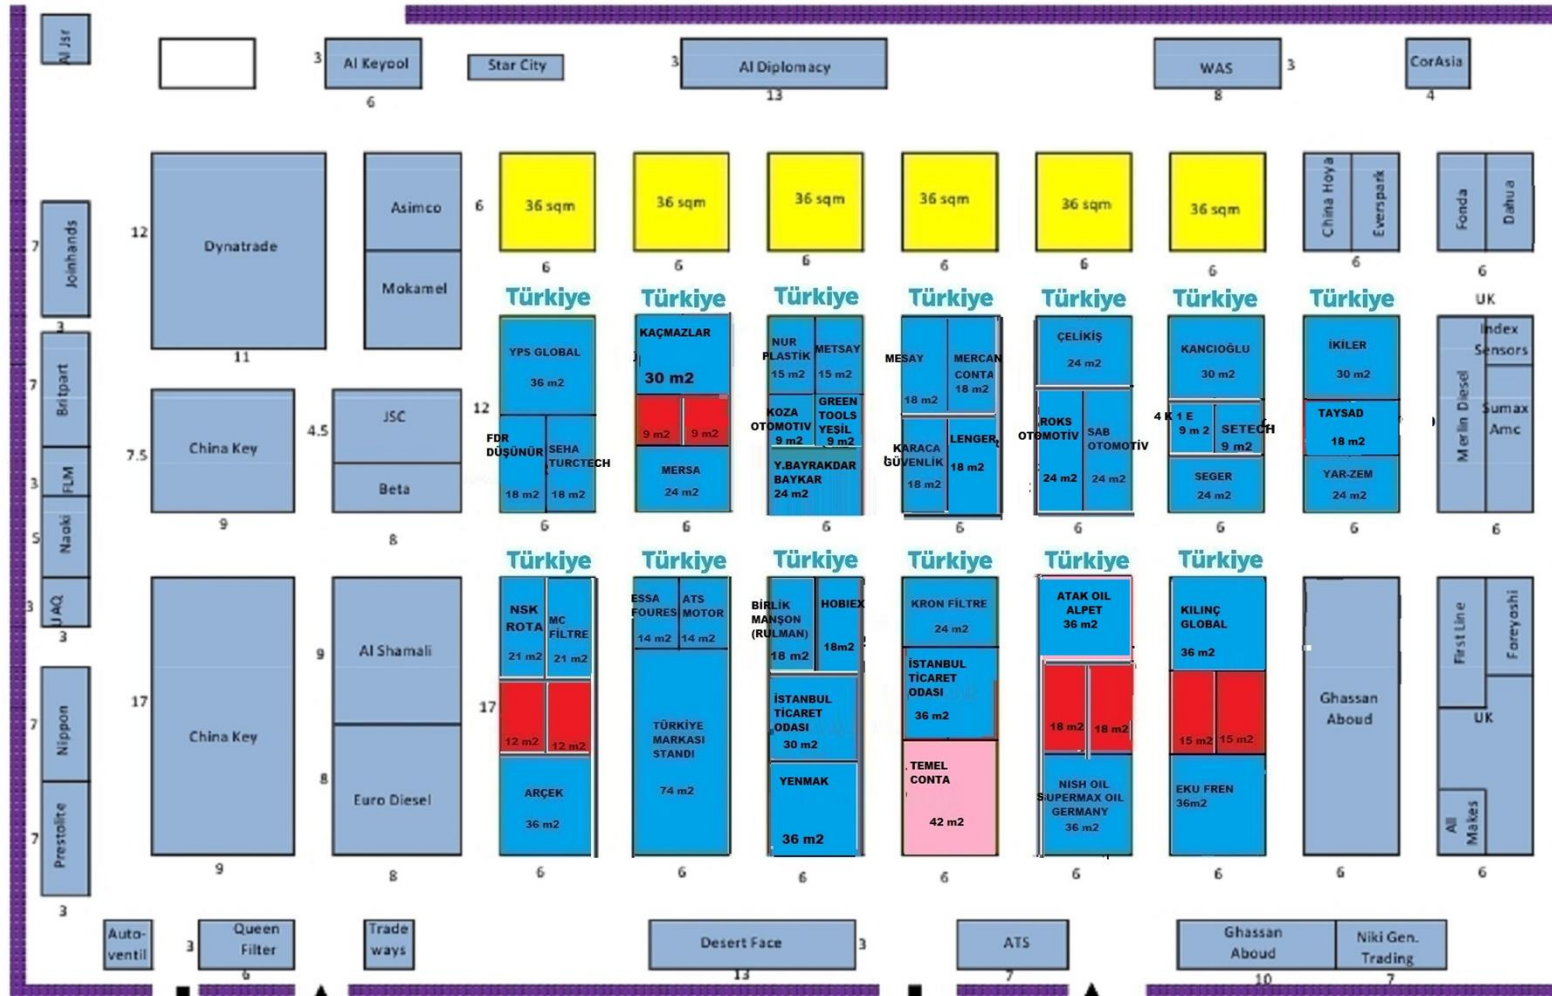 Al Jsr
3
Al Keyool
6
Star City
3
Al Diplomacy
13
WAS
3
8
CorAsia
4
Joinhands
7
3
12
Dynatrade
11
Asimco
Mokamel
6
36 sqm
6
36 sqm
6
36 sqm
6
36 sqm
6
36 sqm
6
36 sqm
6
China Hoya
Everspark
6
Fonda
Dahua
6
Britpart
7
FLM
3
Naoki
5
UAQ
3
3
7.5
China Key
9
4.5
JSC
Beta
8
12
Türkiye
YPS GLOBAL
36 m2
FDR
DÜŞÜNÜR
18 m2
SEHA
TURCTECH
18 m2
6
Türkiye
KAÇMAZLAR
30 m2
9 m2
9 m2
MERSA
24 m2
6
Türkiye
NUR
PLASTİK
15 m2
METSAY
15 m2
KOZA
OTOMOTIV
9 m2
GREEN
TOOLS
YEŞİL
9 m2
Y.BAYRAKDAR
BAYKAR
24 m2
6
Türkiye
MESAY
18 m2
MERCAN
CONTA
18 m2
KARACA
GÜVENLİK
18 m2
LENGER
18 m2
6
Türkiye
ÇELİKİŞ
24 m2
ROKS
OTOMOTİV
24 m2
SAB
OTOMOTİV
24 m2
6
Türkiye
KANCIOĞLU
30 m2
4 K 1 E
9 m 2
SETECH
9 m2
SEGER
24 m2
6
Türkiye
İKİLER
30 m2
TAYSAD
18 m2
YAR-ZEM
24 m2
6
UK
Merlin Diesel
Index
Sensors
Sumax
Amc
6
Nippon
7
Prestolite
7
3
17
China Key
9
9
Al Shamali
8
Euro Diesel
8
17
Türkiye
NSK
ROTA
21 m2
MC
FİLTRE
21 m2
12 m2
12 m2
ARÇEK
36 m2
6
Türkiye
ESSA
FOURES
14 m2
ATS
MOTOR
14 m2
TÜRKİYE
MARKASI
STANDI
74 m2
6
Türkiye
BİRLİK
MANŞON
(RULMAN)
18 m2
HOBIEX
18m2
İSTANBUL
TİCARET
ODASI
30 m2
YENMAK
36 m2
6
Türkiye
KRON FİLTRE
24 m2
İSTANBUL
TİCARET
ODASI
36 m2
TEMEL
CONTA
42 m2
6
Türkiye
ATAK OIL
ALPET
36 m2
18 m2
18 m2
NISH OIL
SUPERMAX OIL
GERMANY
36 m2
6
Türkiye
KILINÇ
GLOBAL
36 m2
15 m2
15 m2
EKU FREN
36m2
6
Ghassan
Aboud
6
First Line
Fareyoshi
UK
All
Makes
6
Auto-
ventil
3
Queen
Filter
6
Trade
ways
Desert Face
3
13
ATS
7
Ghassan
Aboud
10
Niki Gen.
Trading
7